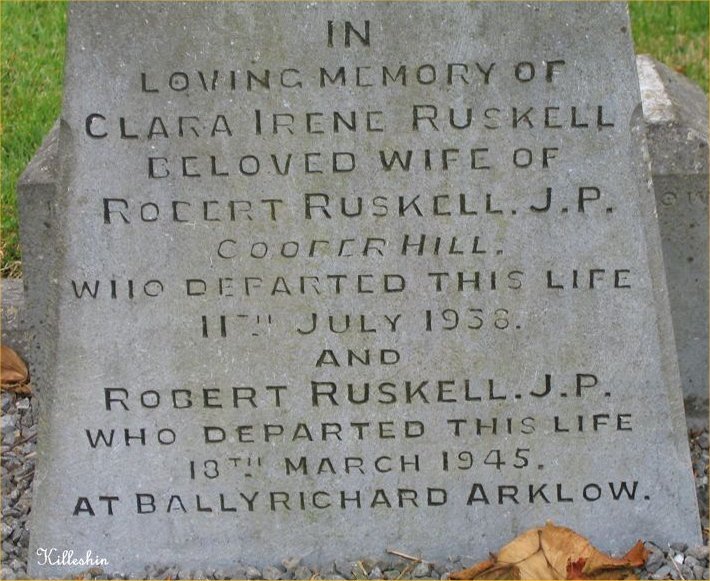 IN
LOVING MEMORY OF
CLARA IRENE RUSKELL
BELOVED WIFE OF
ROBERT RUSKELL. J.P.
COOPER HILL.
WHO DEPARTED THIS LIFE
11TH JULY 1938.
AND
ROBERT RUSKELL. J.P.
WHO DEPARTED THIS LIFE
18TH MARCH 1945.
AT BALLYRICHARD ARKLOW.
Killeshin